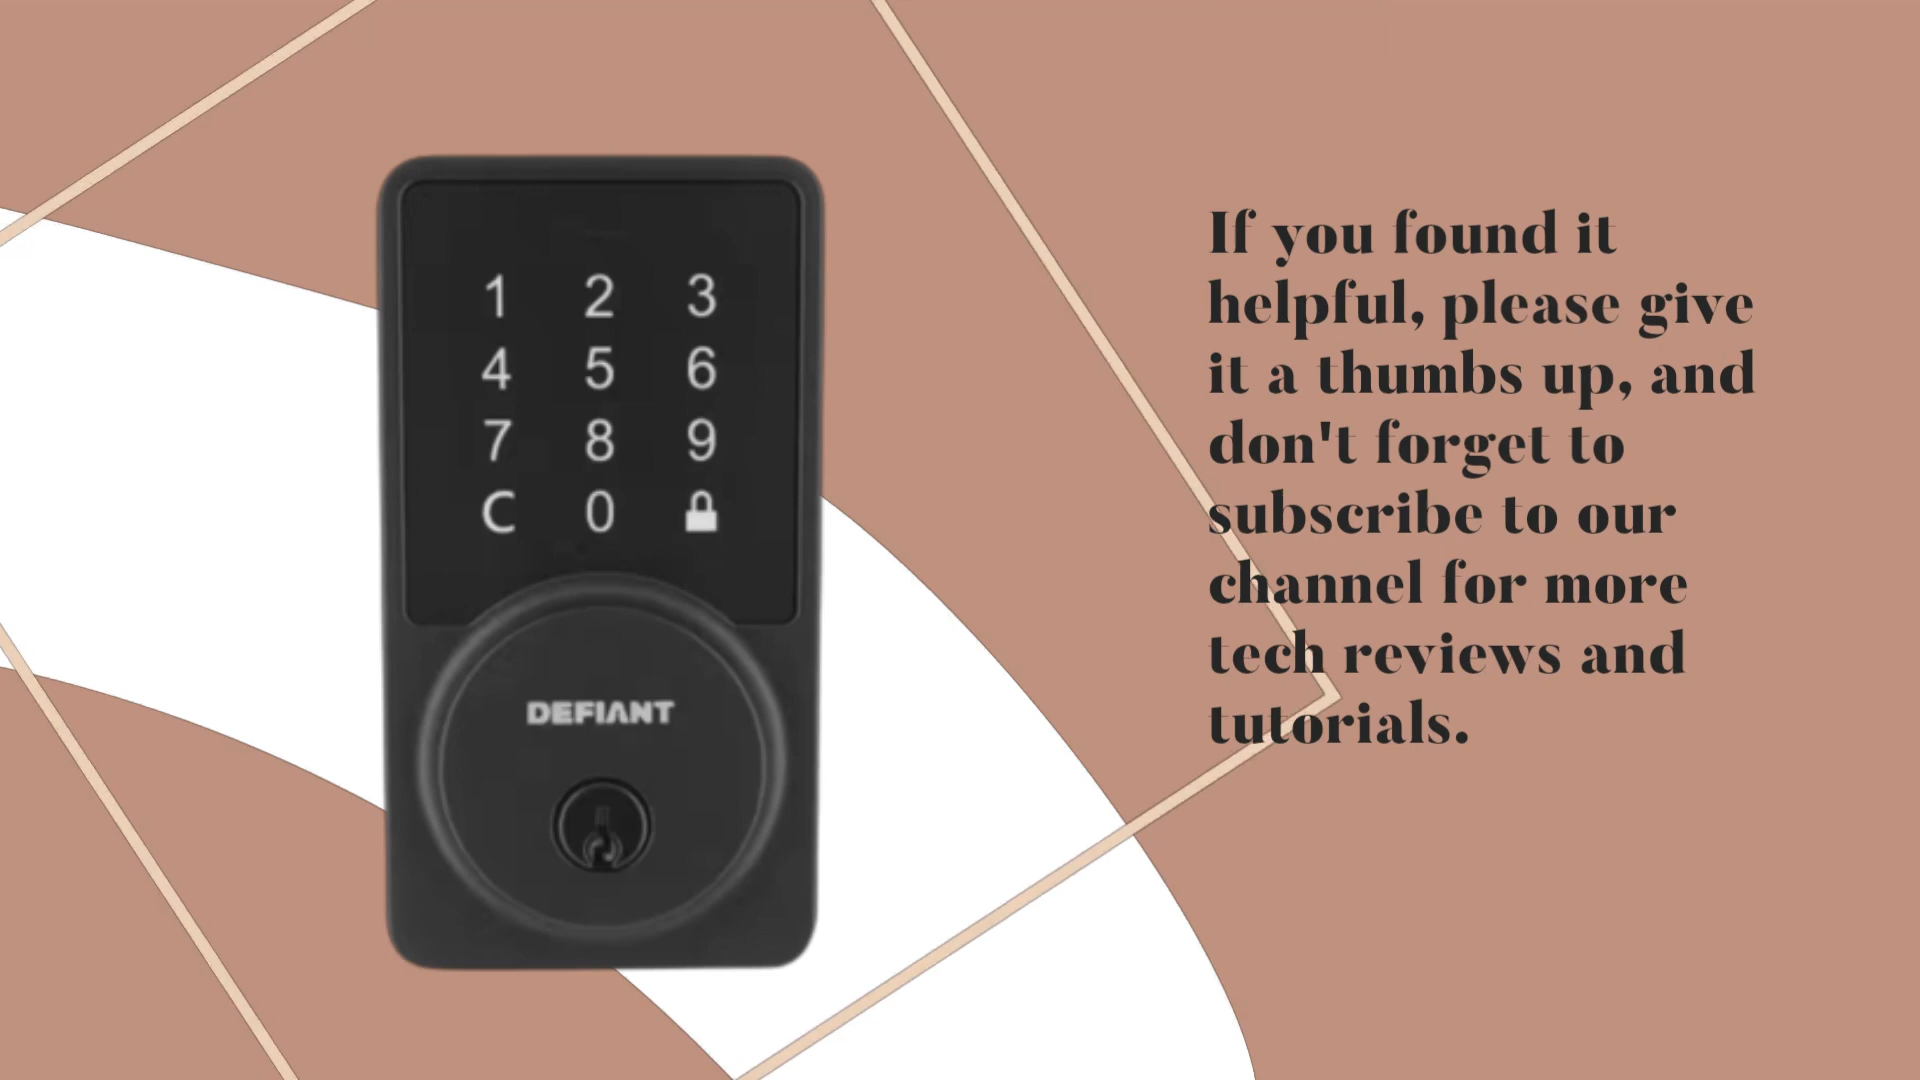 1 2 3
4 5 6
7 8 9
C 0
DEFIANT
If you found it
helpful, please give
it a thumbs up, and
don't forget to
subscribe to our
channel for more
tech reviews and
tutorials.